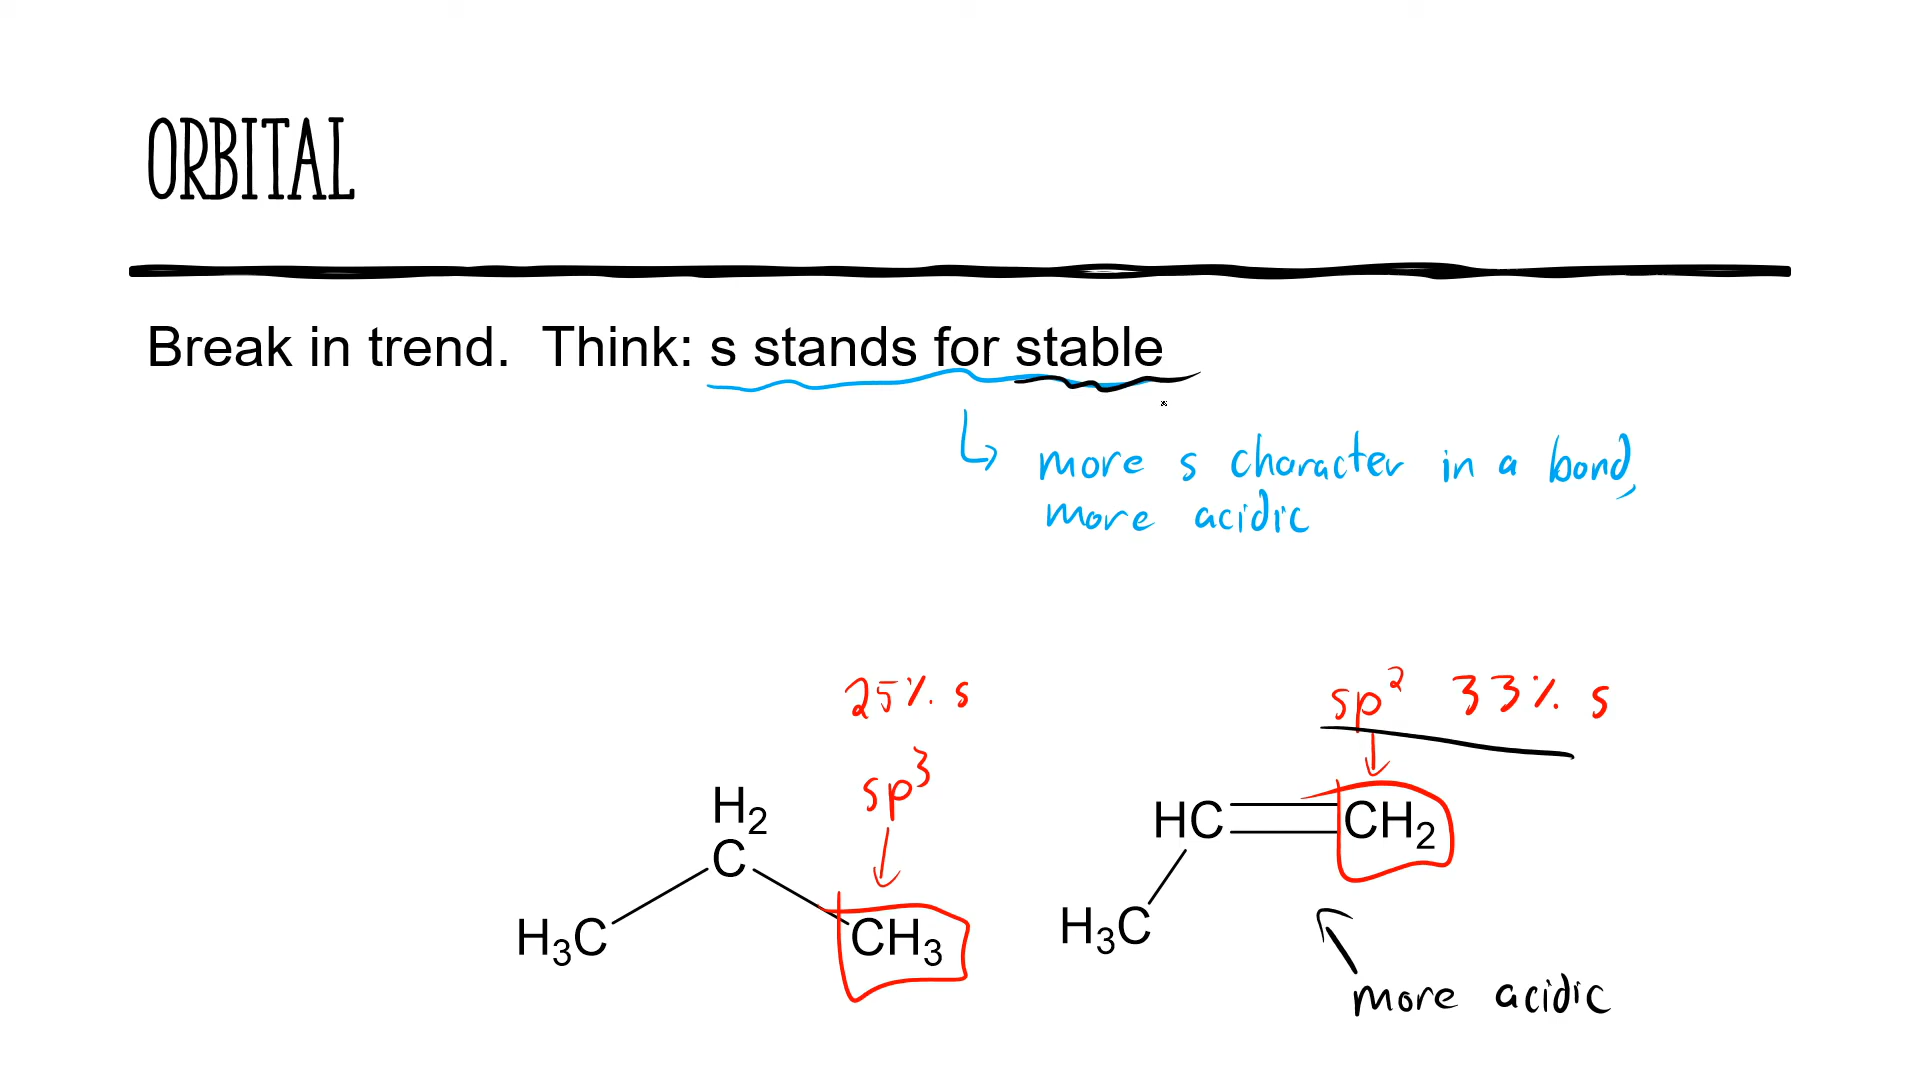 ORBITAL
Break in trend.  Think: s stands for stable
more s character in a bond,
more acidic
25% s
sp³
H₂
C
H₃C
CH₃
sp² 33% s
HC
CH₂
H₃C
more acidic